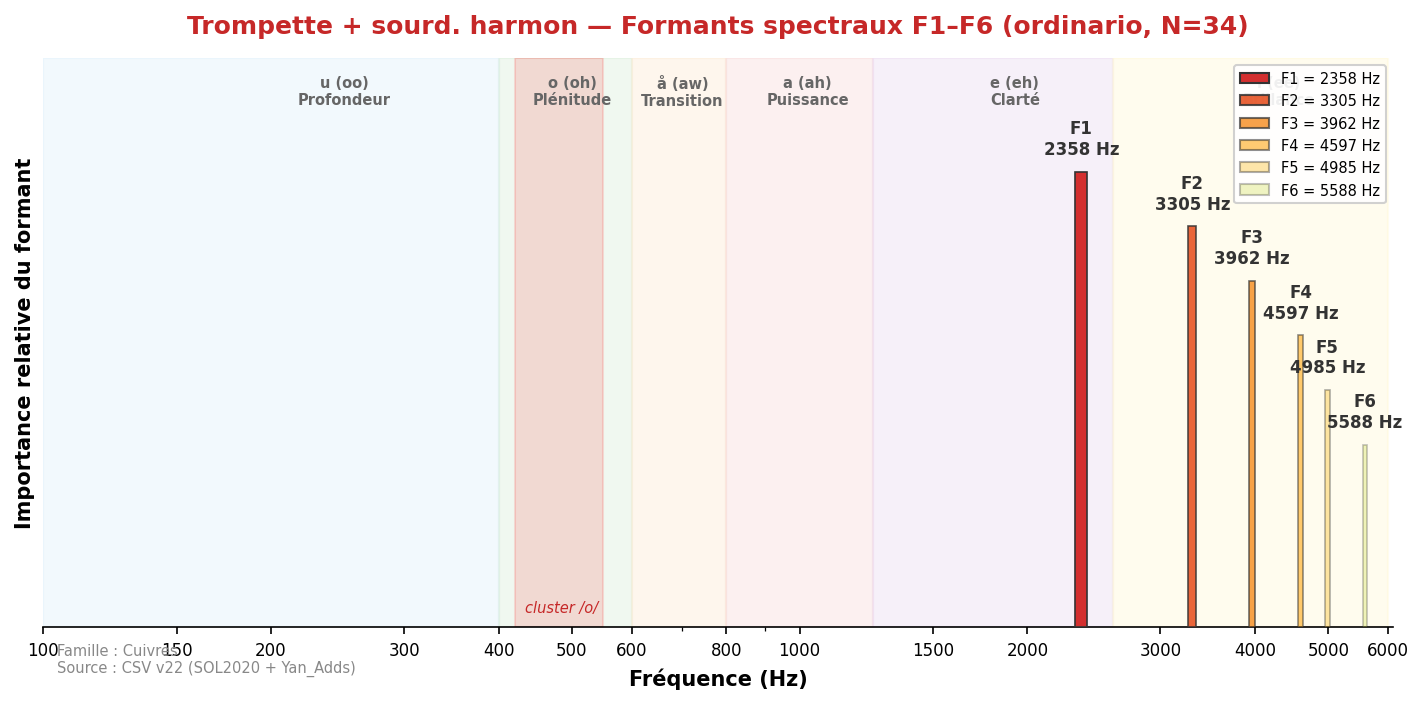 Trompette + sourd. harmon — Formants spectraux F1–F6 (ordinario, N=34)
u (oo)
Profondeur
o (oh)
Plénitude
å (aw)
Transition
a (ah)
Puissance
e (eh)
Clarté
F1 = 2358 Hz
F2 = 3305 Hz
F3 = 3962 Hz
F4 = 4597 Hz
F5 = 4985 Hz
F6 = 5588 Hz
F1
2358 Hz
F2
3305 Hz
F3
3962 Hz
F4
4597 Hz
F5
4985 Hz
F6
5588 Hz
Importance relative du formant
cluster /o/
100 150 200 300 400 500 600 800 1000 1500 2000 3000 4000 5000 6000
Famille : Cuivres
Source : CSV v22 (SOL2020 + Yan_Adds)
Fréquence (Hz)